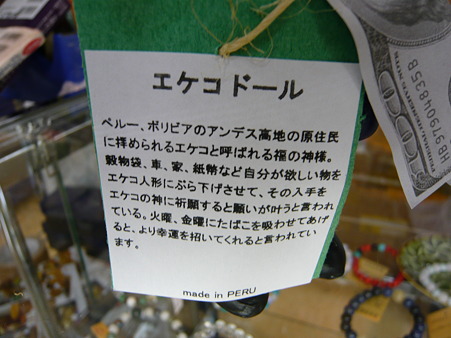 エケコドール
ペルー、ボリビアのアンデス高地の原住民
に拝められるエケコと呼ばれる福の神様。
穀物袋、車、家、紙幣など自分が欲しい物を
エケコ人形にぶら下げさせて、その入手を
エケコの神に祈願すると願いが叶うと言われ
ている。火曜、金曜にたばこを吸わせてあげ
ると、より幸運を招いてくれると言われてい
ます。
made in PERU
100
HB37904835B